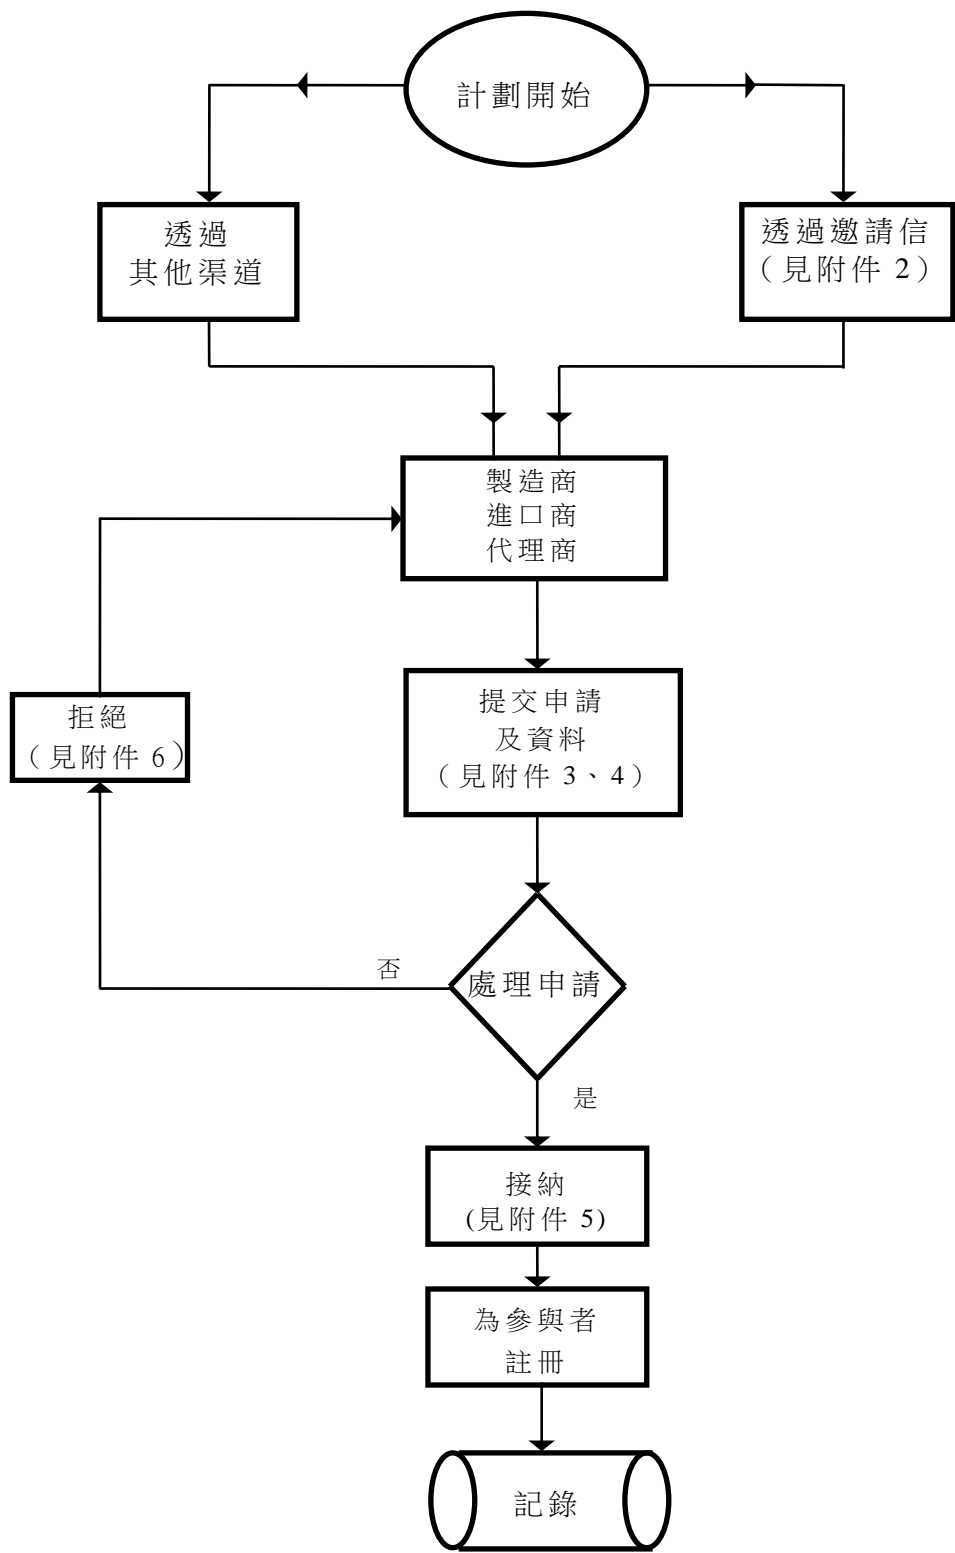 計劃開始
透過
其他渠道
透過邀請信
（見附件 2）
製造商
進口商
代理商
拒絕
（見附件 6）
提交申請
及資料
（見附件 3、4）
否
處理申請
是
接納
(見附件 5)
為參與者
註冊
記錄